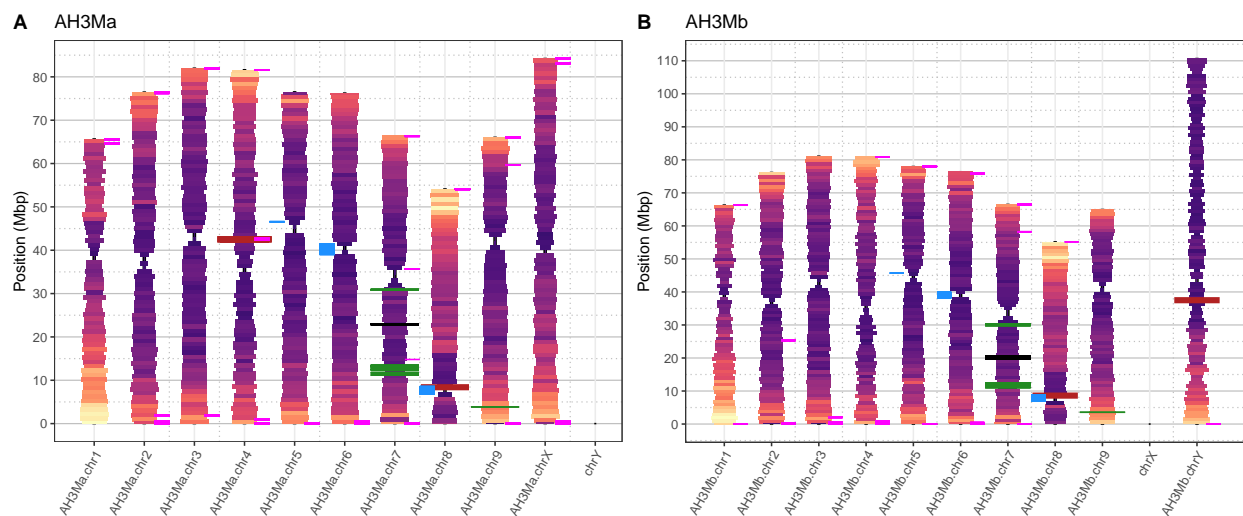 A AH3Ma
Position (Mbp)
80
70
60
50
40
30
20
10
0
AH3Ma.chr1
AH3Ma.chr2
AH3Ma.chr3
AH3Ma.chr4
AH3Ma.chr5
AH3Ma.chr6
AH3Ma.chr7
AH3Ma.chr8
AH3Ma.chr9
AH3Ma.chrX
chrY
B AH3Mb
Position (Mbp)
110
100
90
80
70
60
50
40
30
20
10
0
AH3Mb.chr1
AH3Mb.chr2
AH3Mb.chr3
AH3Mb.chr4
AH3Mb.chr5
AH3Mb.chr6
AH3Mb.chr7
AH3Mb.chr8
AH3Mb.chr9
chrX
AH3Mb.chrY